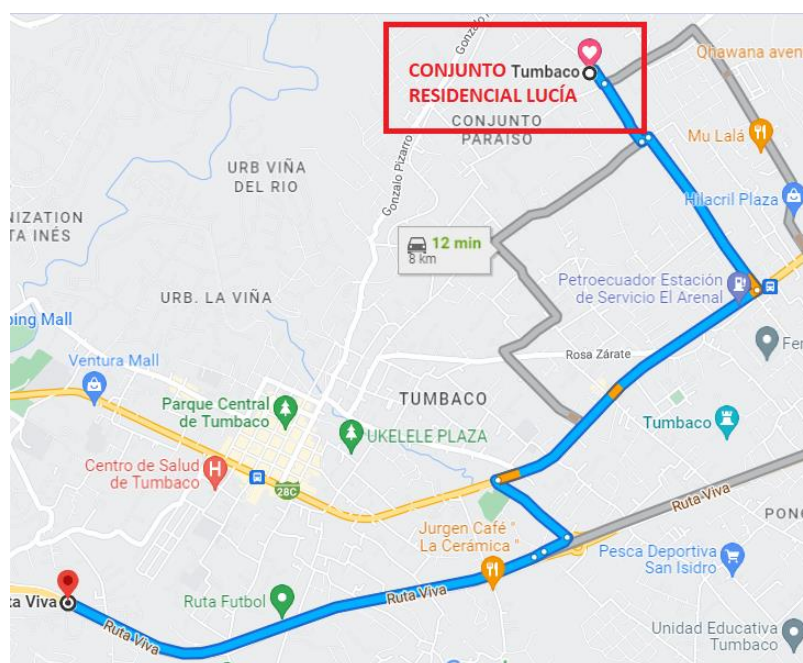 CONJUNTO
RESIDENCIAL LUCÍA
Tumbaco
Qhawana aven
CONJUNTO
PARAISO
Gonzalo Pizarro
Mu Lalá
URB VIÑA
DEL RIO
Hilacril Plaza
NIZATION
TA INÉS
12 min
8 km
Petroecuador Estación
de Servicio El Arenal
URB. LA VIÑA
ping Mall
Fer
Rosa Zárate
Ventura Mall
TUMBACO
Parque Central
de Tumbaco
Tumbaco
UKELELE PLAZA
Centro de Salud
de Tumbaco
28C
Ruta Viva
PONC
Jurgen Café "
La Cerámica "
Pesca Deportiva
San Isidro
Ruta Viva
ta Viva
Ruta Futbol
Ruta Viva
Unidad Educativa
Tumbaco